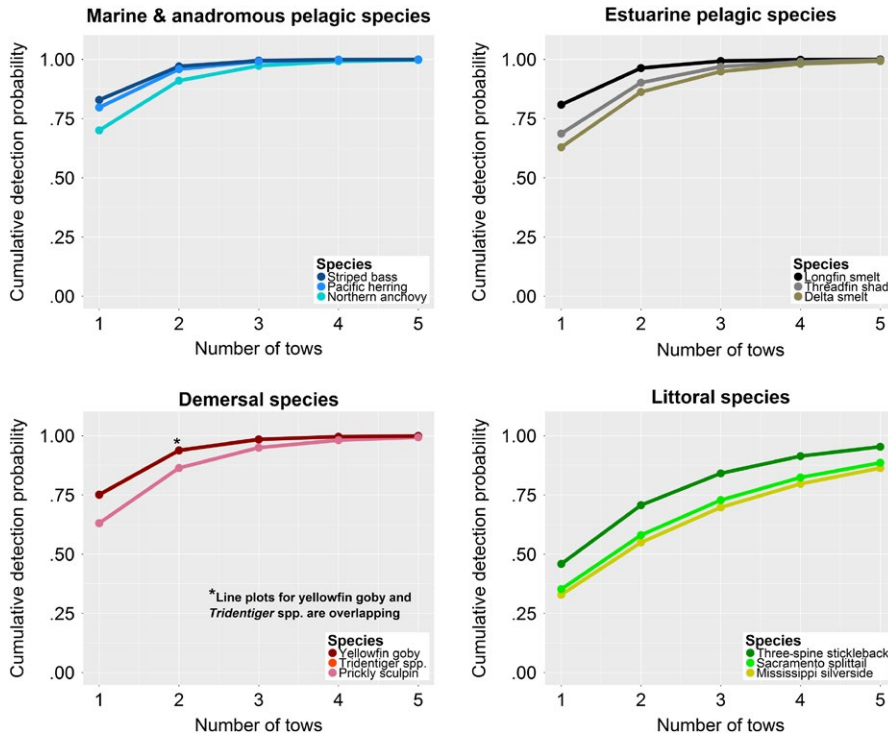 Marine & anadromous pelagic species
Cumulative detection probability
1.00
.75
.50
.25
.00
Species
Striped bass
Pacific herring
Northern anchovy
1 2 3 4 5
Number of tows
Estuarine pelagic species
Cumulative detection probability
1.00
.75
.50
.25
.00
Species
Longfin smelt
Threadfin shad
Delta smelt
1 2 3 4 5
Number of tows
Demersal species
Cumulative detection probability
1.00
.75
.50
.25
.00
*
*Line plots for yellowfin goby and
Tridentiger spp. are overlapping
Species
Yellowfin goby
Tridentiger spp.
Prickly sculpin
1 2 3 4 5
Number of tows
Littoral species
Cumulative detection probability
1.00
.75
.50
.25
.00
Species
Three-spine stickleback
Sacramento splittail
Mississippi silverside
1 2 3 4 5
Number of tows